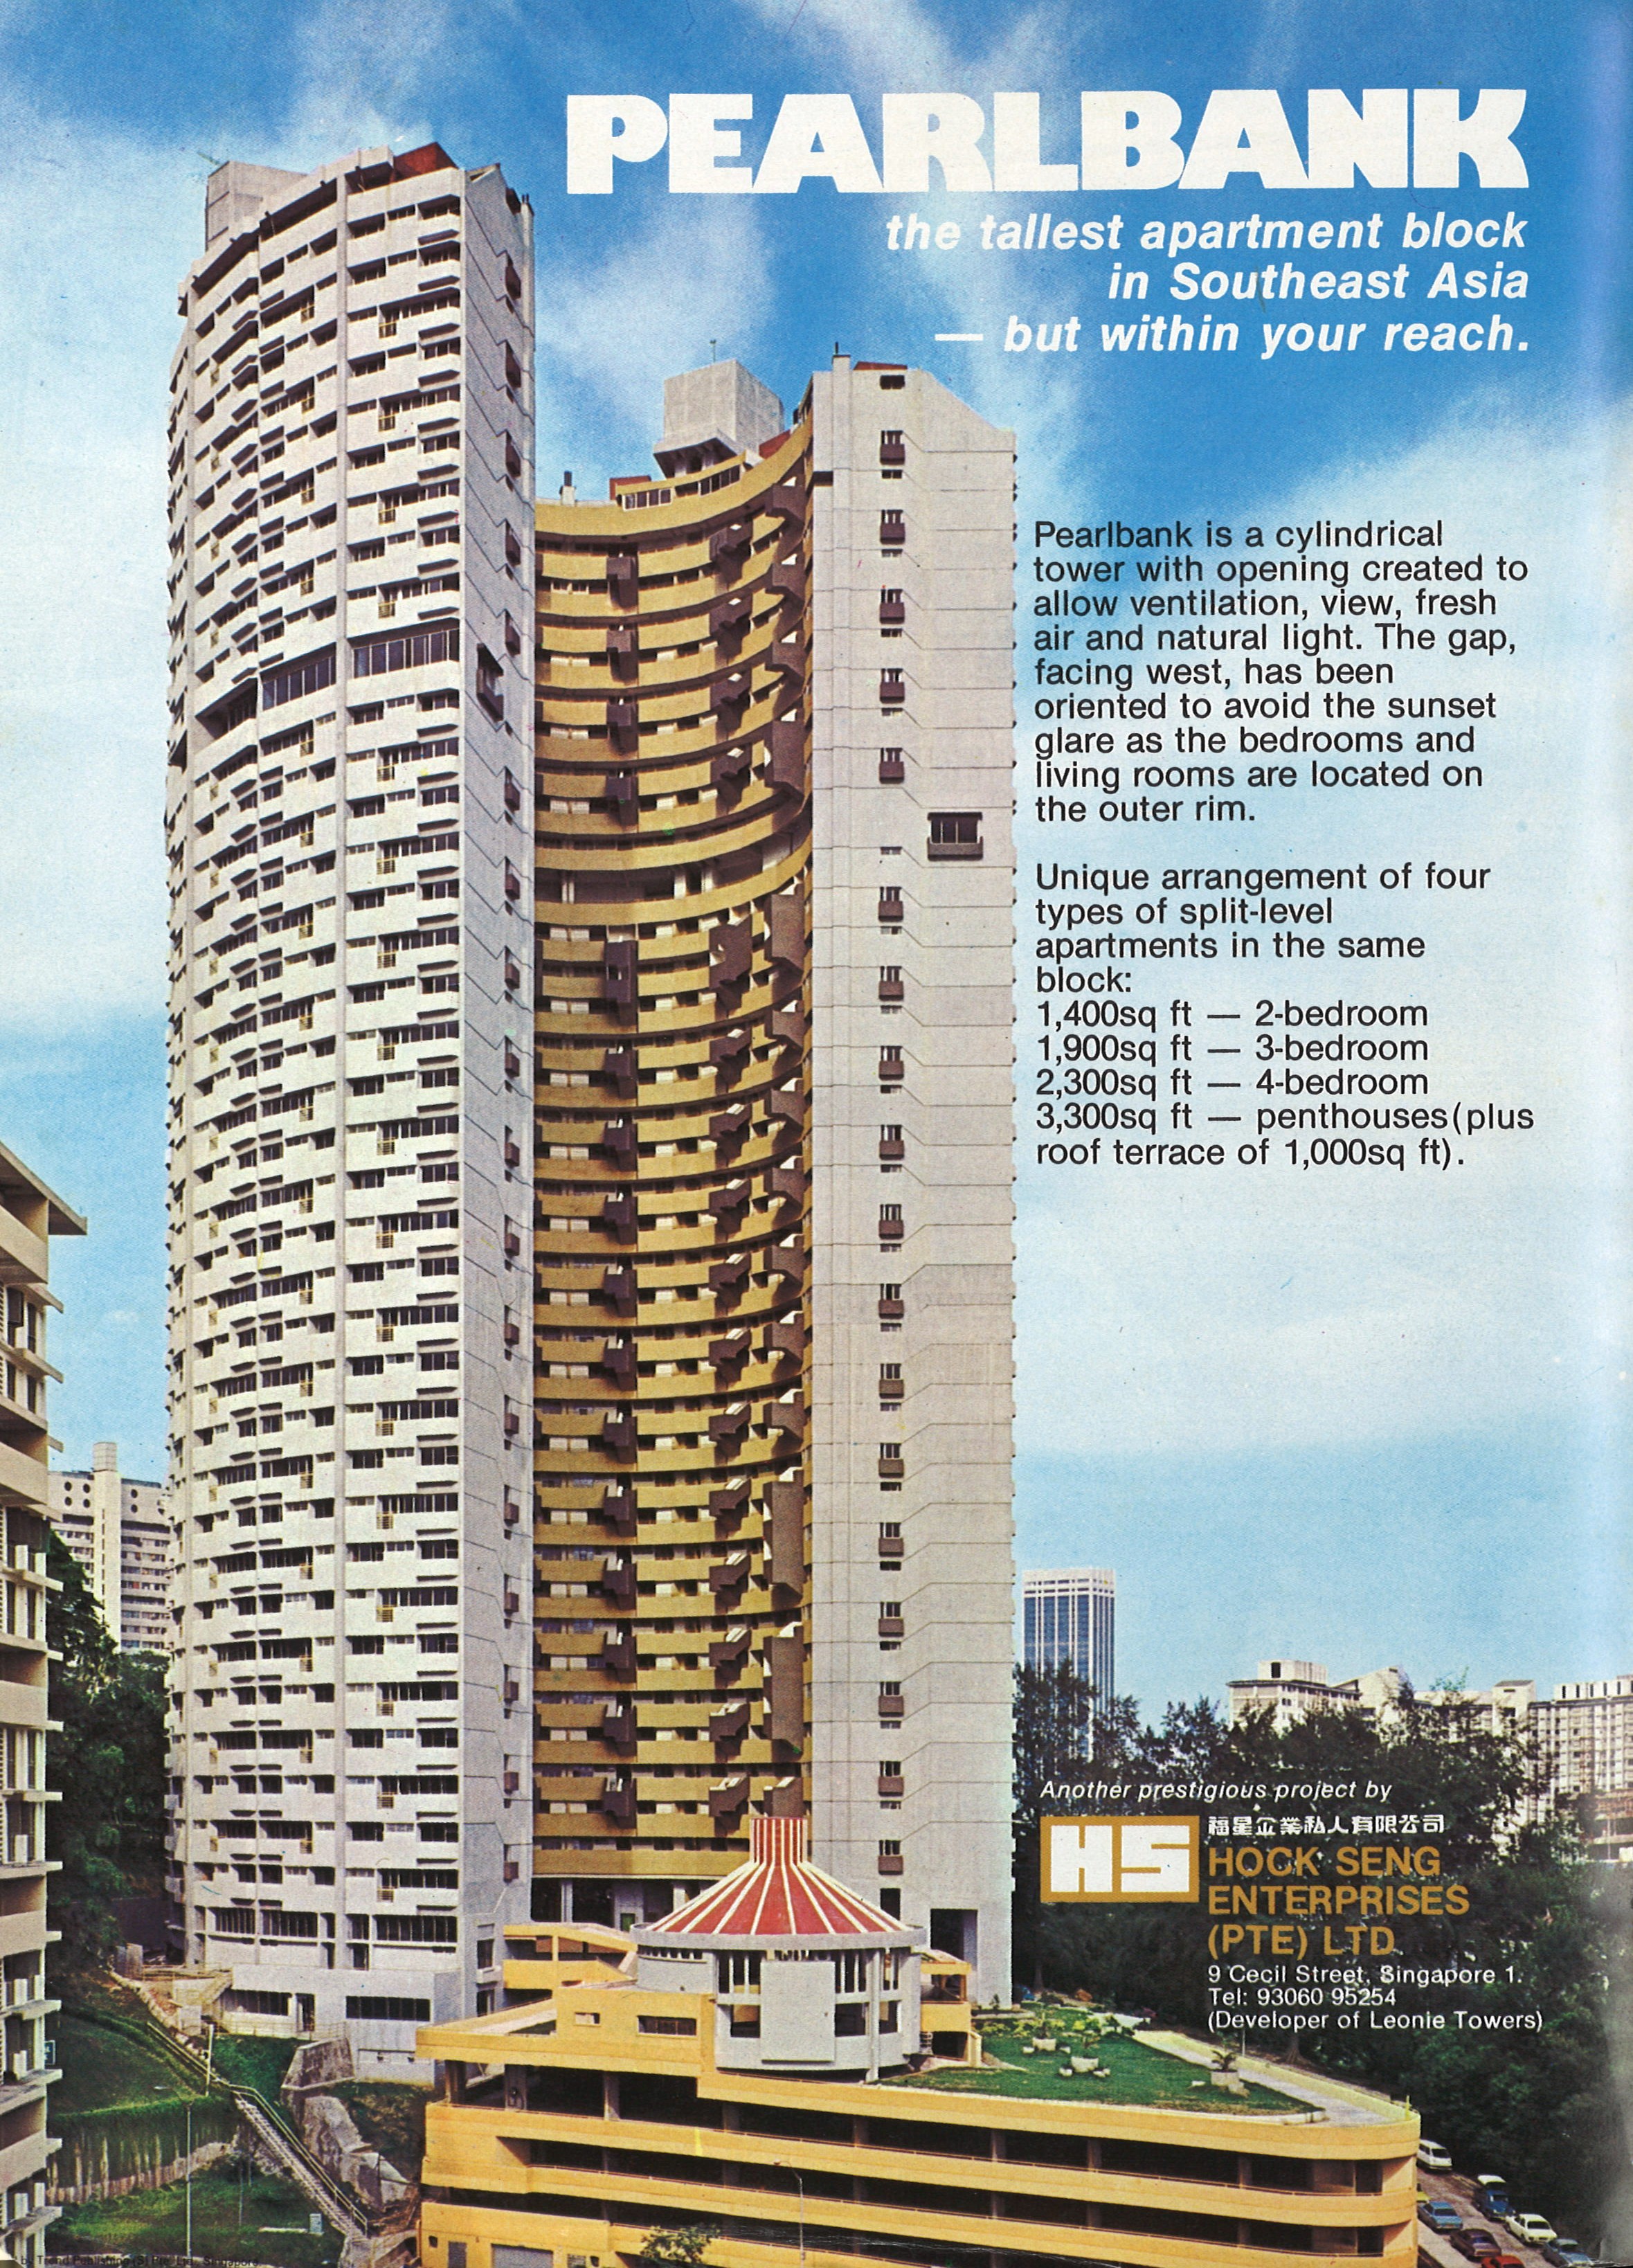 PEARLBANK
the tallest apartment block
in Southeast Asia
— but within your reach.
Pearlbank is a cylindrical
tower with opening created to
allow ventilation, view, fresh
air and natural light. The gap,
facing west, has been
oriented to avoid the sunset
glare as the bedrooms and
living rooms are located on
the outer rim.
Unique arrangement of four
types of split-level
apartments in the same
block:
1,400sq ft — 2-bedroom
1,900sq ft — 3-bedroom
2,300sq ft — 4-bedroom
3,300sq ft — penthouses(plus
roof terrace of 1,000sq ft).
Another prestigious project by
HS
福星企業私人有限公司
HOCK SENG
ENTERPRISES
(PTE) LTD
9 Cecil Street, Singapore 1.
Tel: 93060 95254
(Developer of Leonie Towers)
by Trend Publishing (S) Pte. Ltd., Singapore